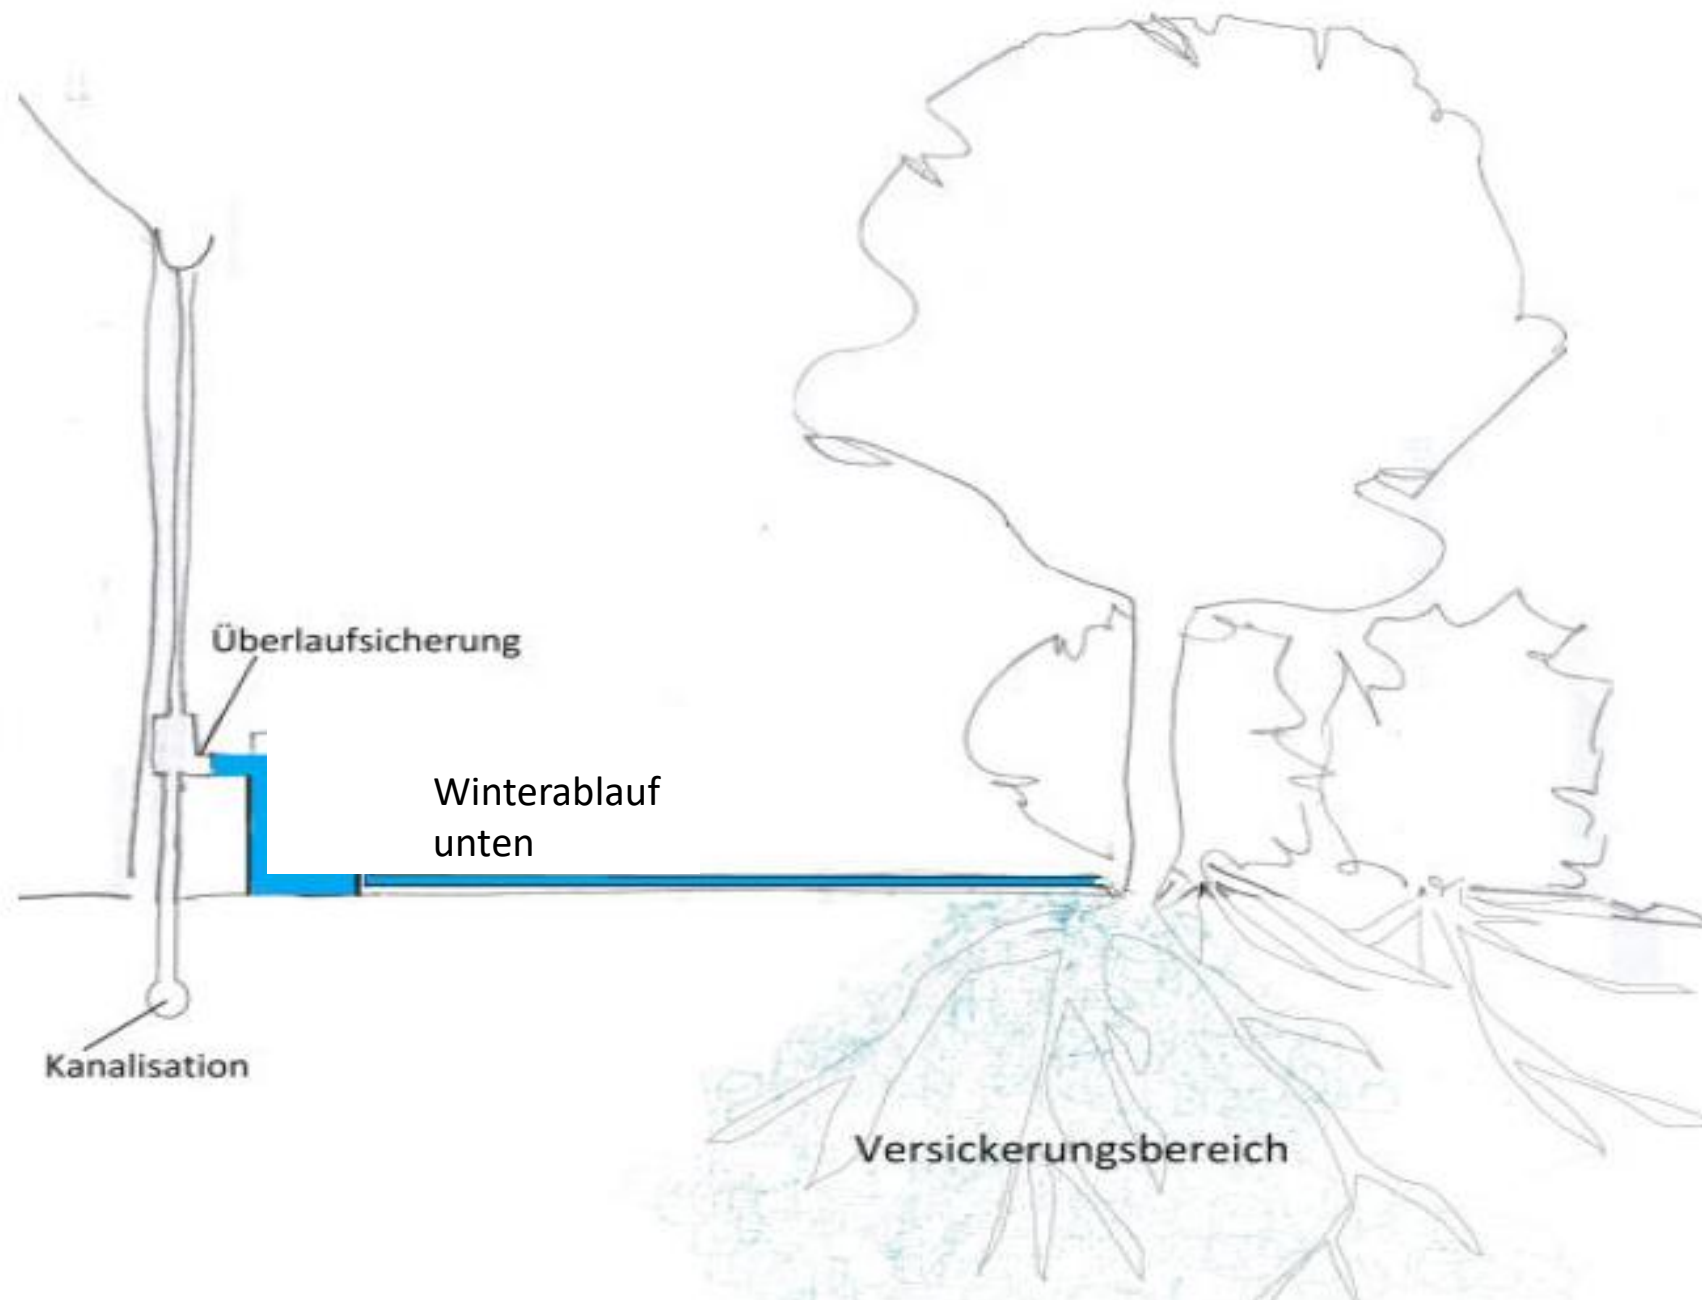 Überlaufsicherung
Winterablauf
unten
Kanalisation
Versickerungsbereich